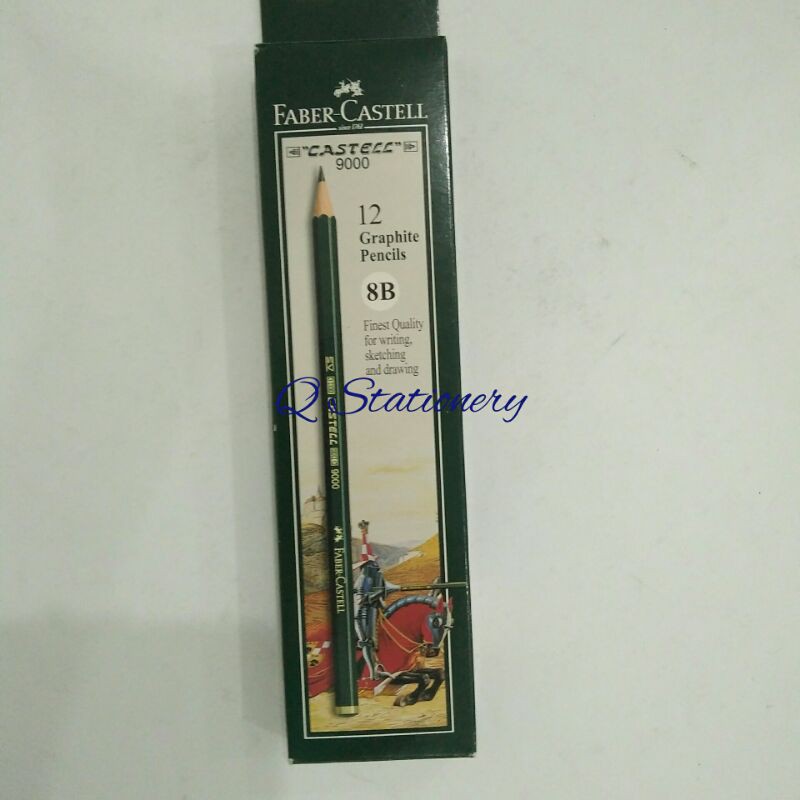 FABER-CASTELL
since 1761
"CASTELL"
9000
12
Graphite
Pencils
8B
Finest Quality
for writing,
sketching
and drawing
Q Stationery
CASTELL 9000
FABER-CASTELL